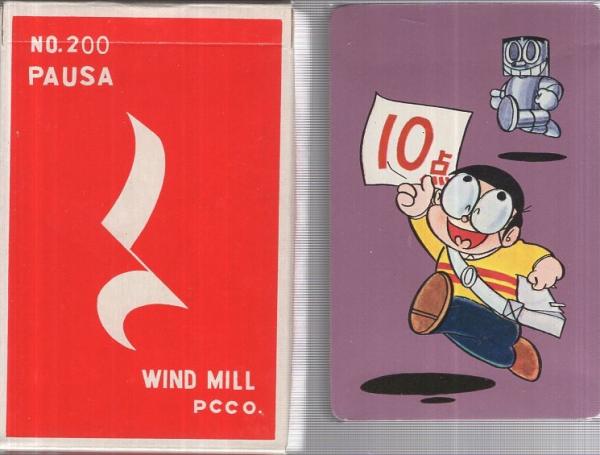 NO. 200
PAUSA
WIND MILL
PCCO.
10点